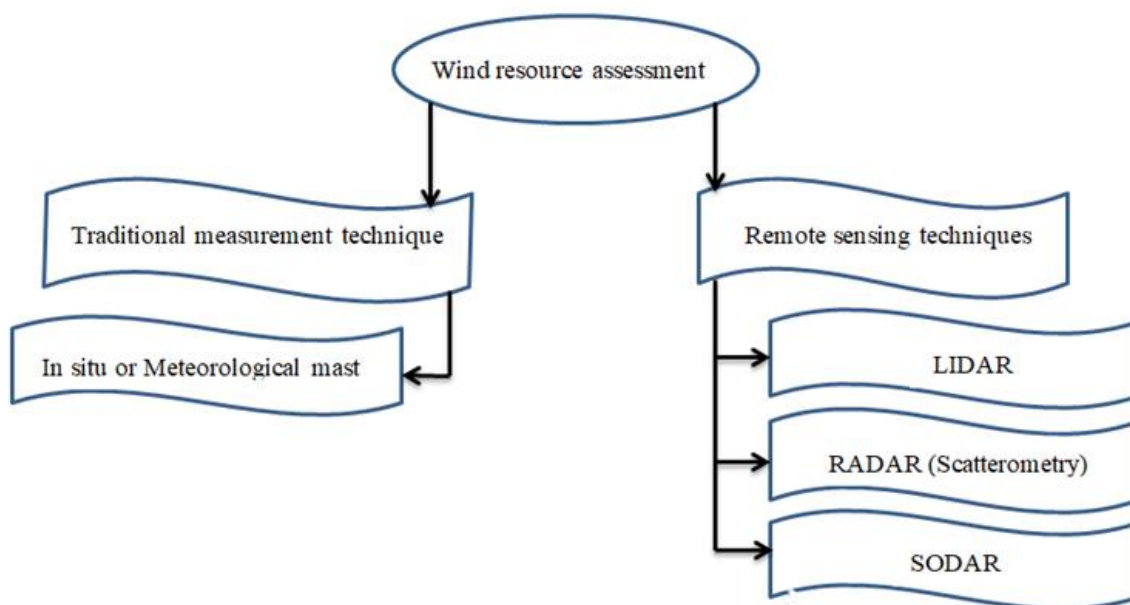 Wind resource assessment
Traditional measurement technique
Remote sensing techniques
In situ or Meteorological mast
LIDAR
RADAR (Scatterometry)
SODAR